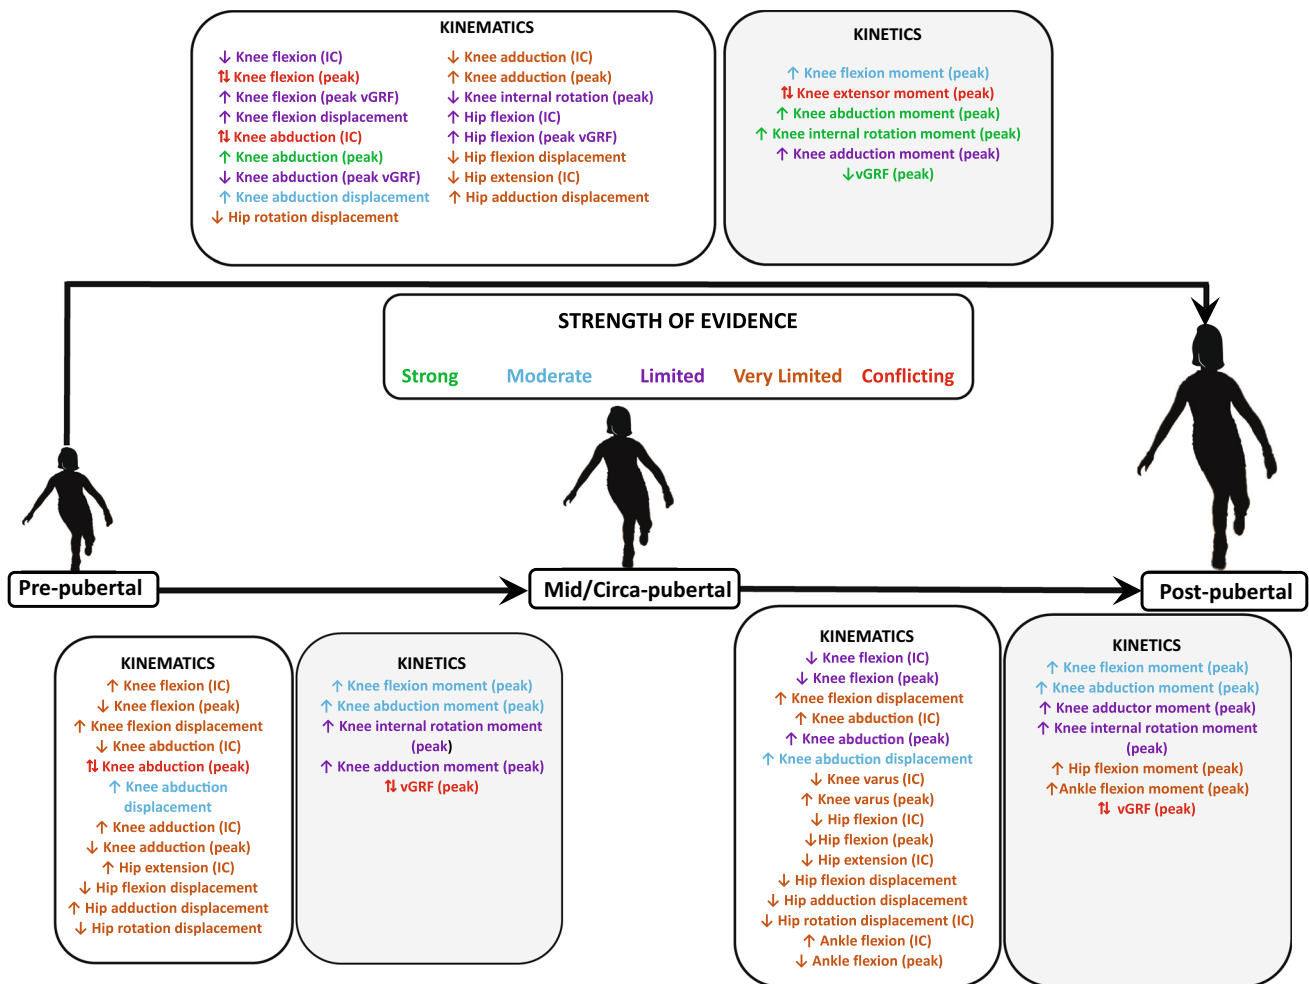 KINEMATICS
↓ Knee flexion (IC)
⇅ Knee flexion (peak)
↑ Knee flexion (peak vGRF)
↑ Knee flexion displacement
⇅ Knee abduction (IC)
↑ Knee abduction (peak)
↓ Knee abduction (peak vGRF)
↑ Knee abduction displacement
↓ Hip rotation displacement
↓ Knee adduction (IC)
↑ Knee adduction (peak)
↓ Knee internal rotation (peak)
↑ Hip flexion (IC)
↑ Hip flexion (peak vGRF)
↓ Hip flexion displacement
↓ Hip extension (IC)
↑ Hip adduction displacement
KINETICS
↑ Knee flexion moment (peak)
⇅ Knee extensor moment (peak)
↑ Knee abduction moment (peak)
↑ Knee internal rotation moment (peak)
↑ Knee adduction moment (peak)
↓vGRF (peak)
STRENGTH OF EVIDENCE
Strong Moderate Limited Very Limited Conflicting
Pre-pubertal
Mid/Circa-pubertal
Post-pubertal
KINEMATICS
↑ Knee flexion (IC)
↓ Knee flexion (peak)
↑ Knee flexion displacement
↓ Knee abduction (IC)
⇅ Knee abduction (peak)
↑ Knee abduction
displacement
↑ Knee adduction (IC)
↓ Knee adduction (peak)
↑ Hip extension (IC)
↓ Hip flexion displacement
↑ Hip adduction displacement
↓ Hip rotation displacement
KINETICS
↑ Knee flexion moment (peak)
↑ Knee abduction moment (peak)
↑ Knee internal rotation moment
(peak)
↑ Knee adduction moment (peak)
⇅ vGRF (peak)
KINEMATICS
↓ Knee flexion (IC)
↓ Knee flexion (peak)
↑ Knee flexion displacement
↑ Knee abduction (IC)
↑ Knee abduction (peak)
↑ Knee abduction displacement
↓ Knee varus (IC)
↑ Knee varus (peak)
↓ Hip flexion (IC)
↓Hip flexion (peak)
↓ Hip extension (IC)
↓ Hip flexion displacement
↓ Hip adduction displacement
↓ Hip rotation displacement (IC)
↑ Ankle flexion (IC)
↓ Ankle flexion (peak)
KINETICS
↑ Knee flexion moment (peak)
↑ Knee abduction moment (peak)
↑ Knee adductor moment (peak)
↑ Knee internal rotation moment
(peak)
↑ Hip flexion moment (peak)
↑Ankle flexion moment (peak)
⇅ vGRF (peak)